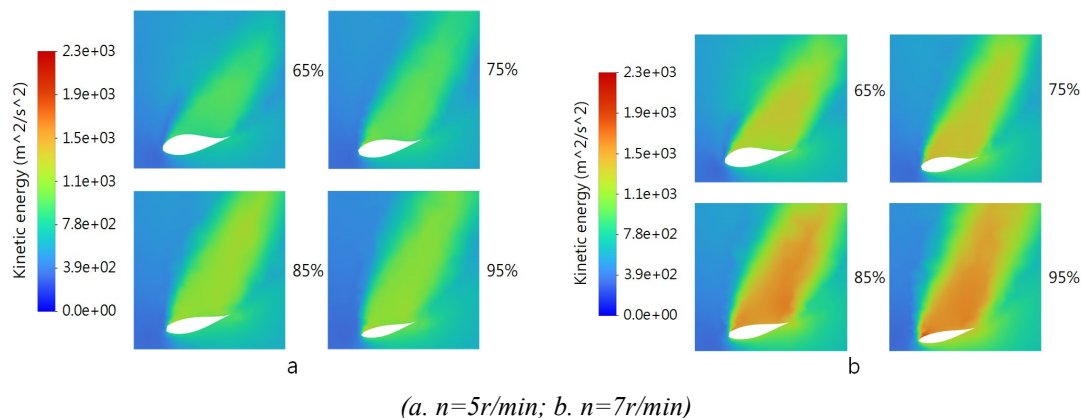 Kinetic energy (m^2/s^2)
2.3e+03
1.9e+03
1.5e+03
1.1e+03
7.8e+02
3.9e+02
0.0e+00
65%
75%
85%
95%
a
Kinetic energy (m^2/s^2)
2.3e+03
1.9e+03
1.5e+03
1.1e+03
7.8e+02
3.9e+02
0.0e+00
65%
75%
85%
95%
b
(a. n=5r/min; b. n=7r/min)